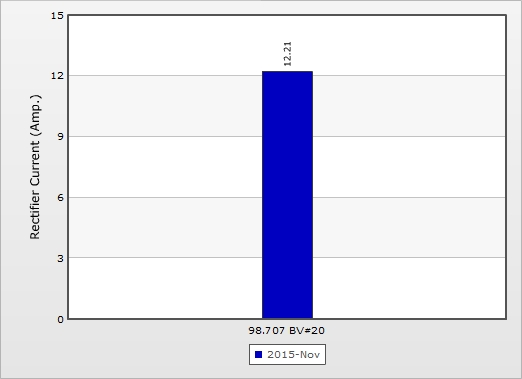 15
12.21
12
9
Rectifier Current (Amp.)
6
3
0
98.707 BV#20
2015-Nov